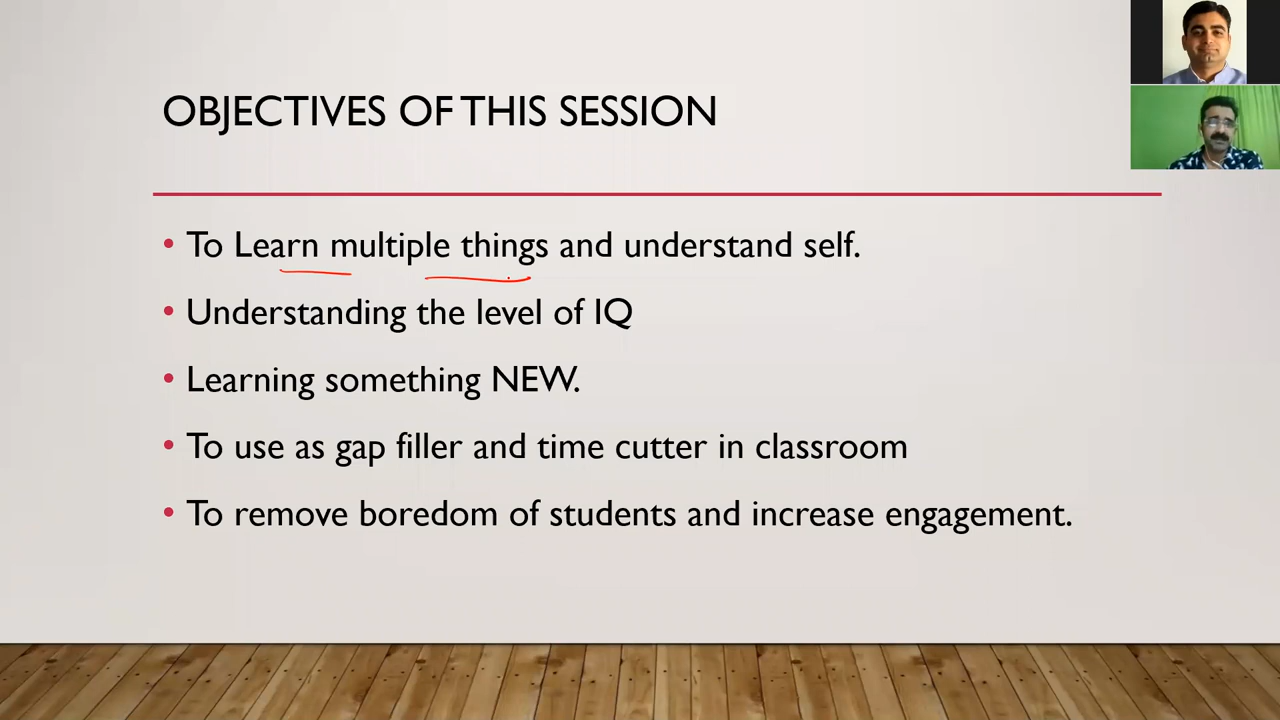 OBJECTIVES OF THIS SESSION
• To Learn multiple things and understand self.
• Understanding the level of IQ
• Learning something NEW.
• To use as gap filler and time cutter in classroom
• To remove boredom of students and increase engagement.